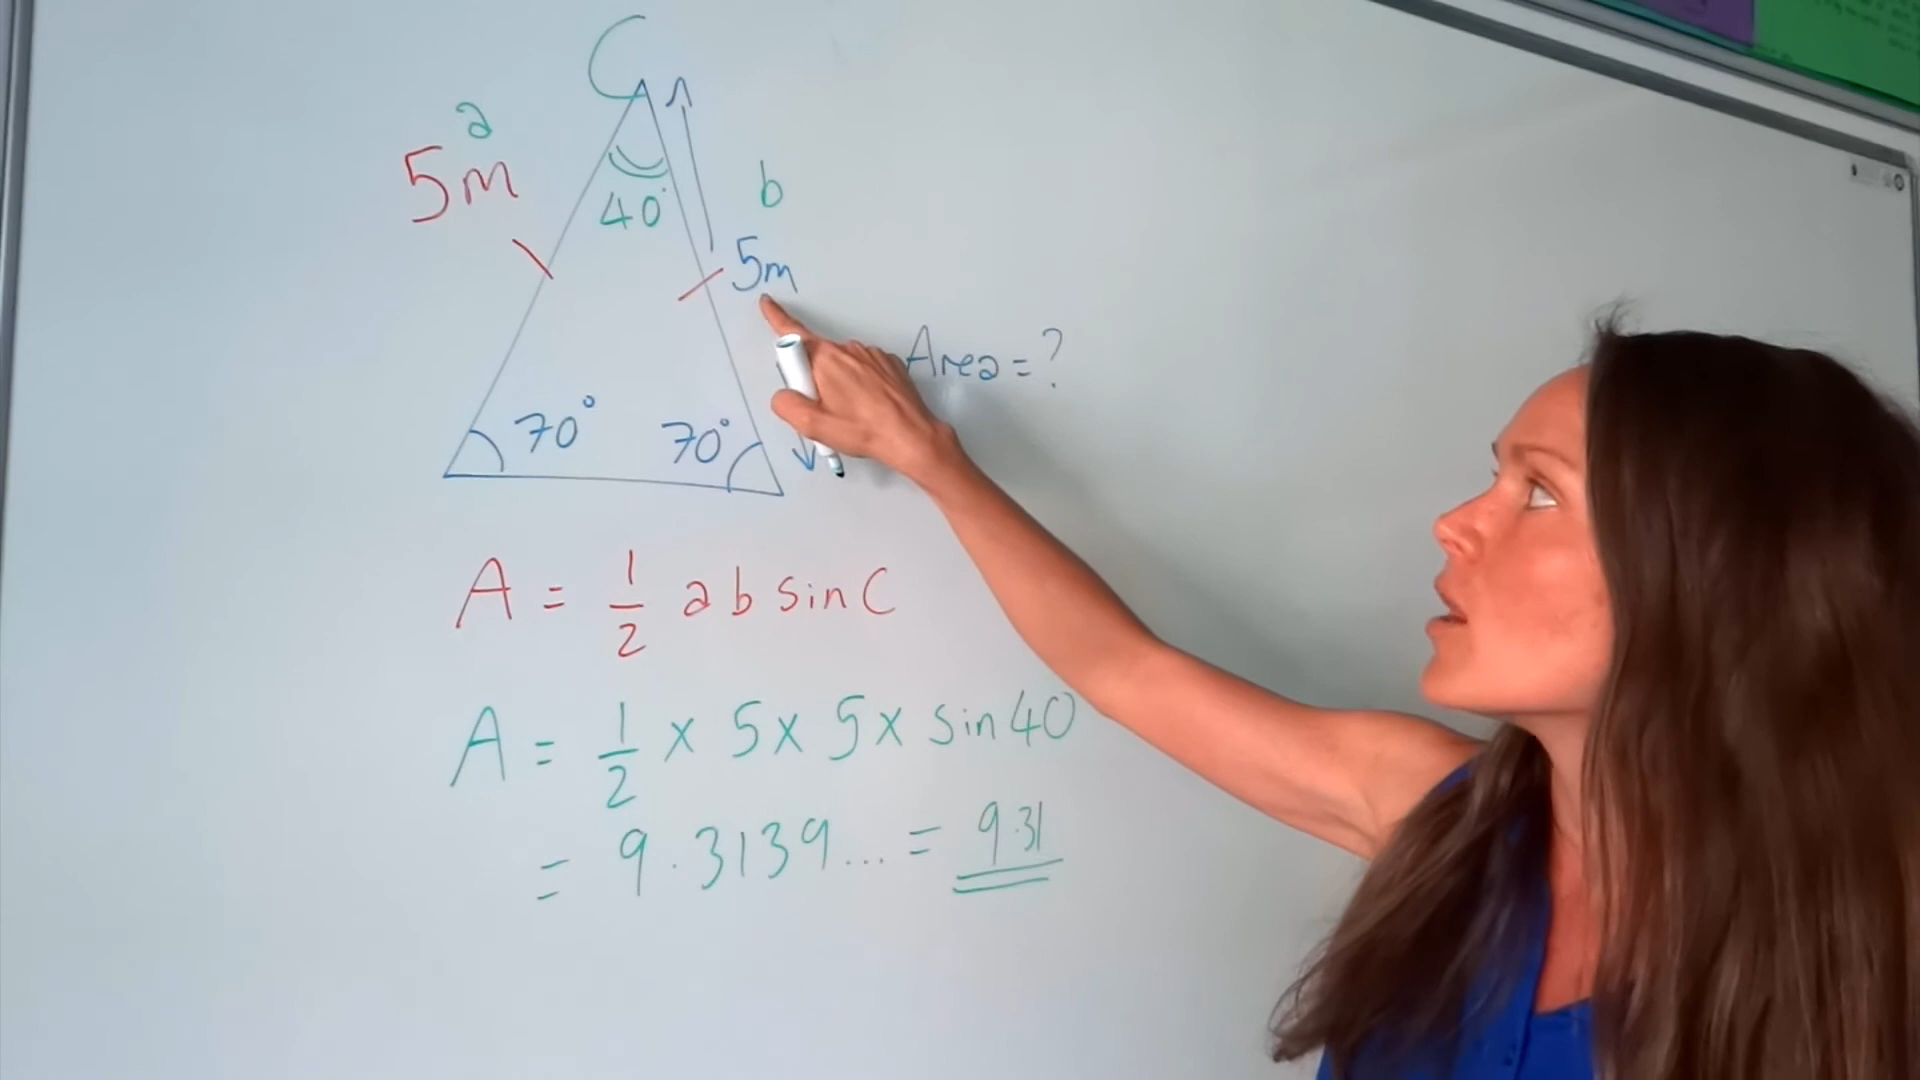 C
a
5m
40°
b
5m
Area = ?
70°
70°
A = 1/2 ab sin C
A = 1/2 × 5 × 5 × sin 40
= 9.3139... = 9.31